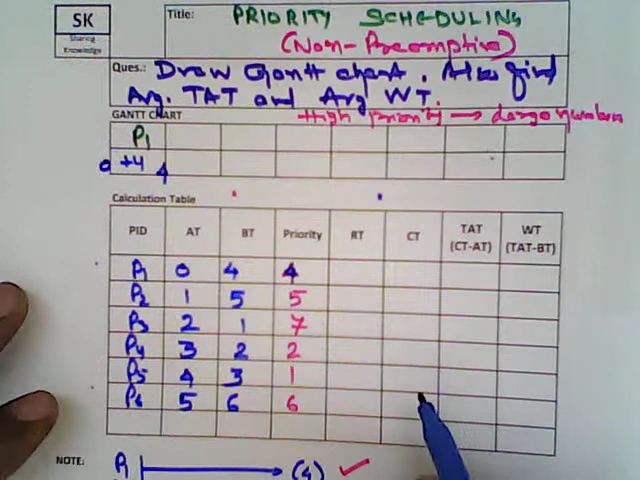 SK
Sharing
Knowledge
Title: PRIORITY SCHEDULING
(Non-Preemptive)
Ques.: Draw Gantt chart. Also find
Avg. TAT and Avg WT.
High priority → large number
GANTT CHART
P1
0 +4 4
Calculation Table
PID AT BT Priority RT CT TAT (CT-AT) WT (TAT-BT)
P1 0 4 4
P2 1 5 5
P3 2 1 7
P4 3 2 2
P5 4 3 1
P6 5 6 6
NOTE: P1 → (4) ✓